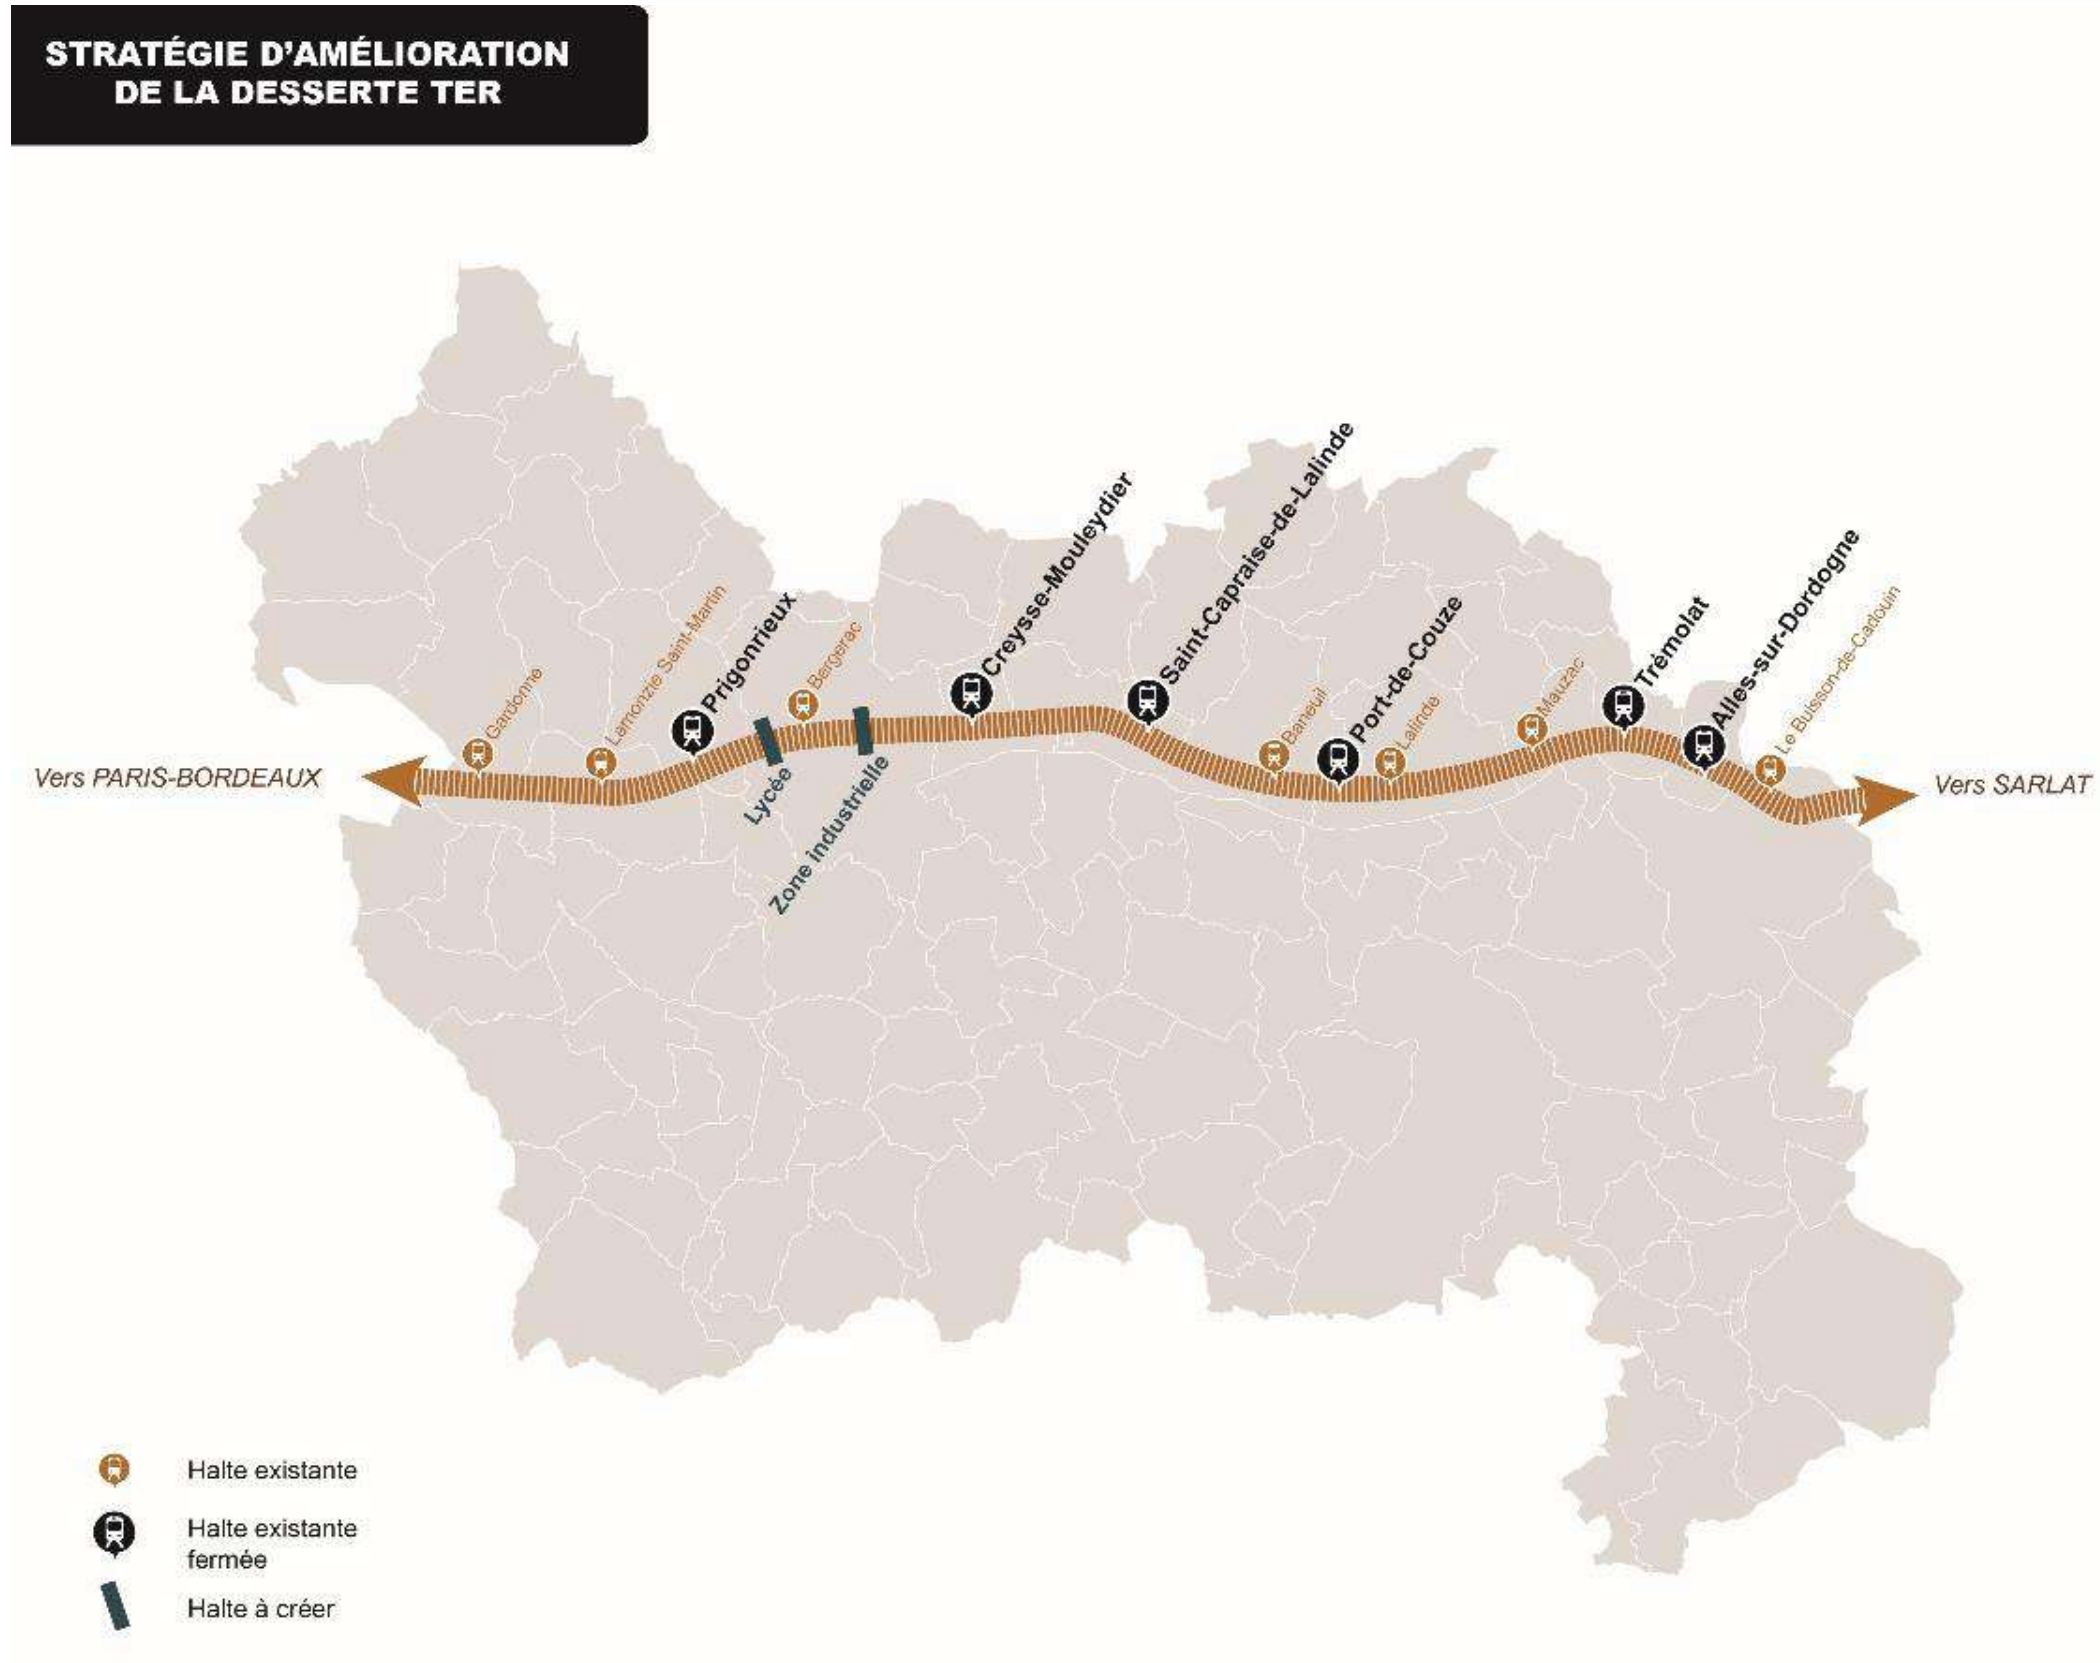 STRATÉGIE D'AMÉLIORATION
DE LA DESSERTE TER
Vers PARIS-BORDEAUX
Gardonne
Lamonzie Saint-Martin
Prigonrieux
Lycée
Bergerac
Zone industrielle
Creysse-Mouleydier
Saint-Capraise-de-Lalinde
Baneuil
Port-de-Couze
Lalinde
Mauzac
Trémolat
Alles-sur-Dordogne
Le Buisson-de-Cadouin
Vers SARLAT
Halte existante
Halte existante
fermée
Halte à créer